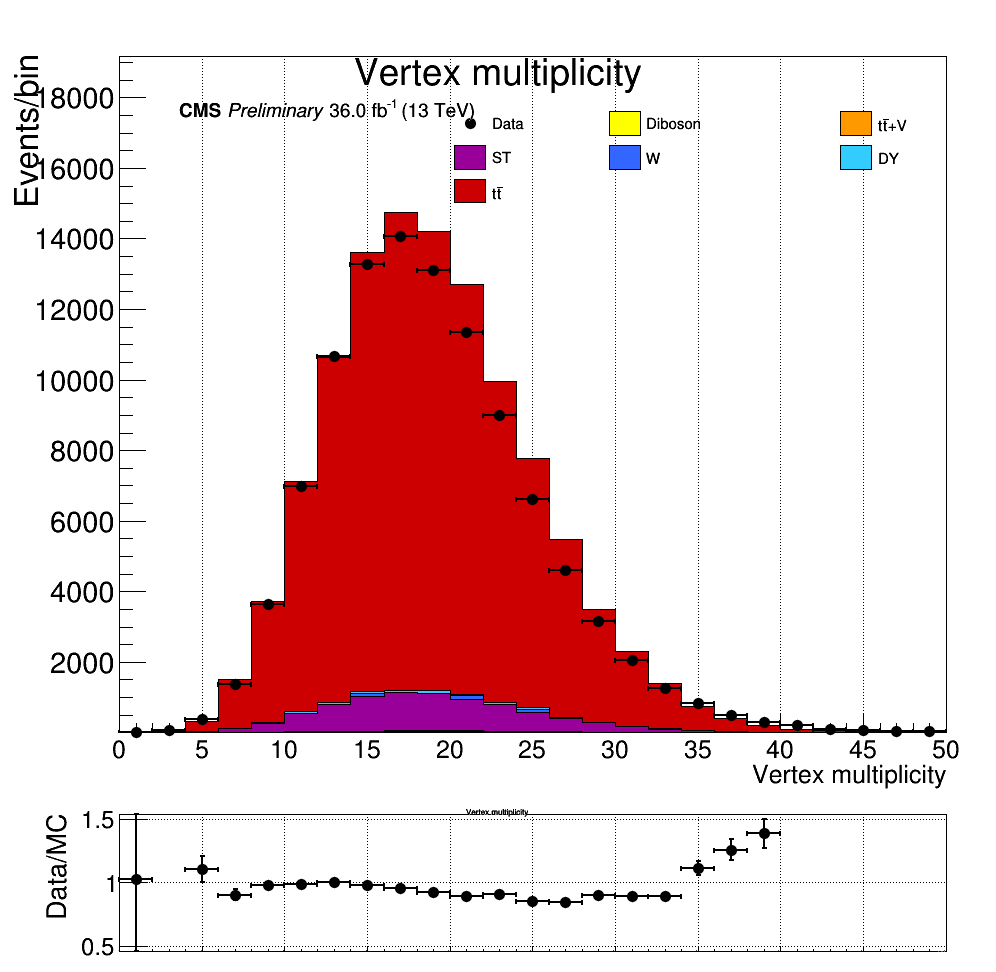 Vertex multiplicity
Events/bin
CMS Preliminary 36.0 fb⁻¹ (13 TeV)
Data
Diboson
tt̄+V
ST
W
DY
tt̄
18000
16000
14000
12000
10000
8000
6000
4000
2000
0 5 10 15 20 25 30 35 40 45 50
Vertex multiplicity
Vertex multiplicity
Data/MC
1.5
1
0.5